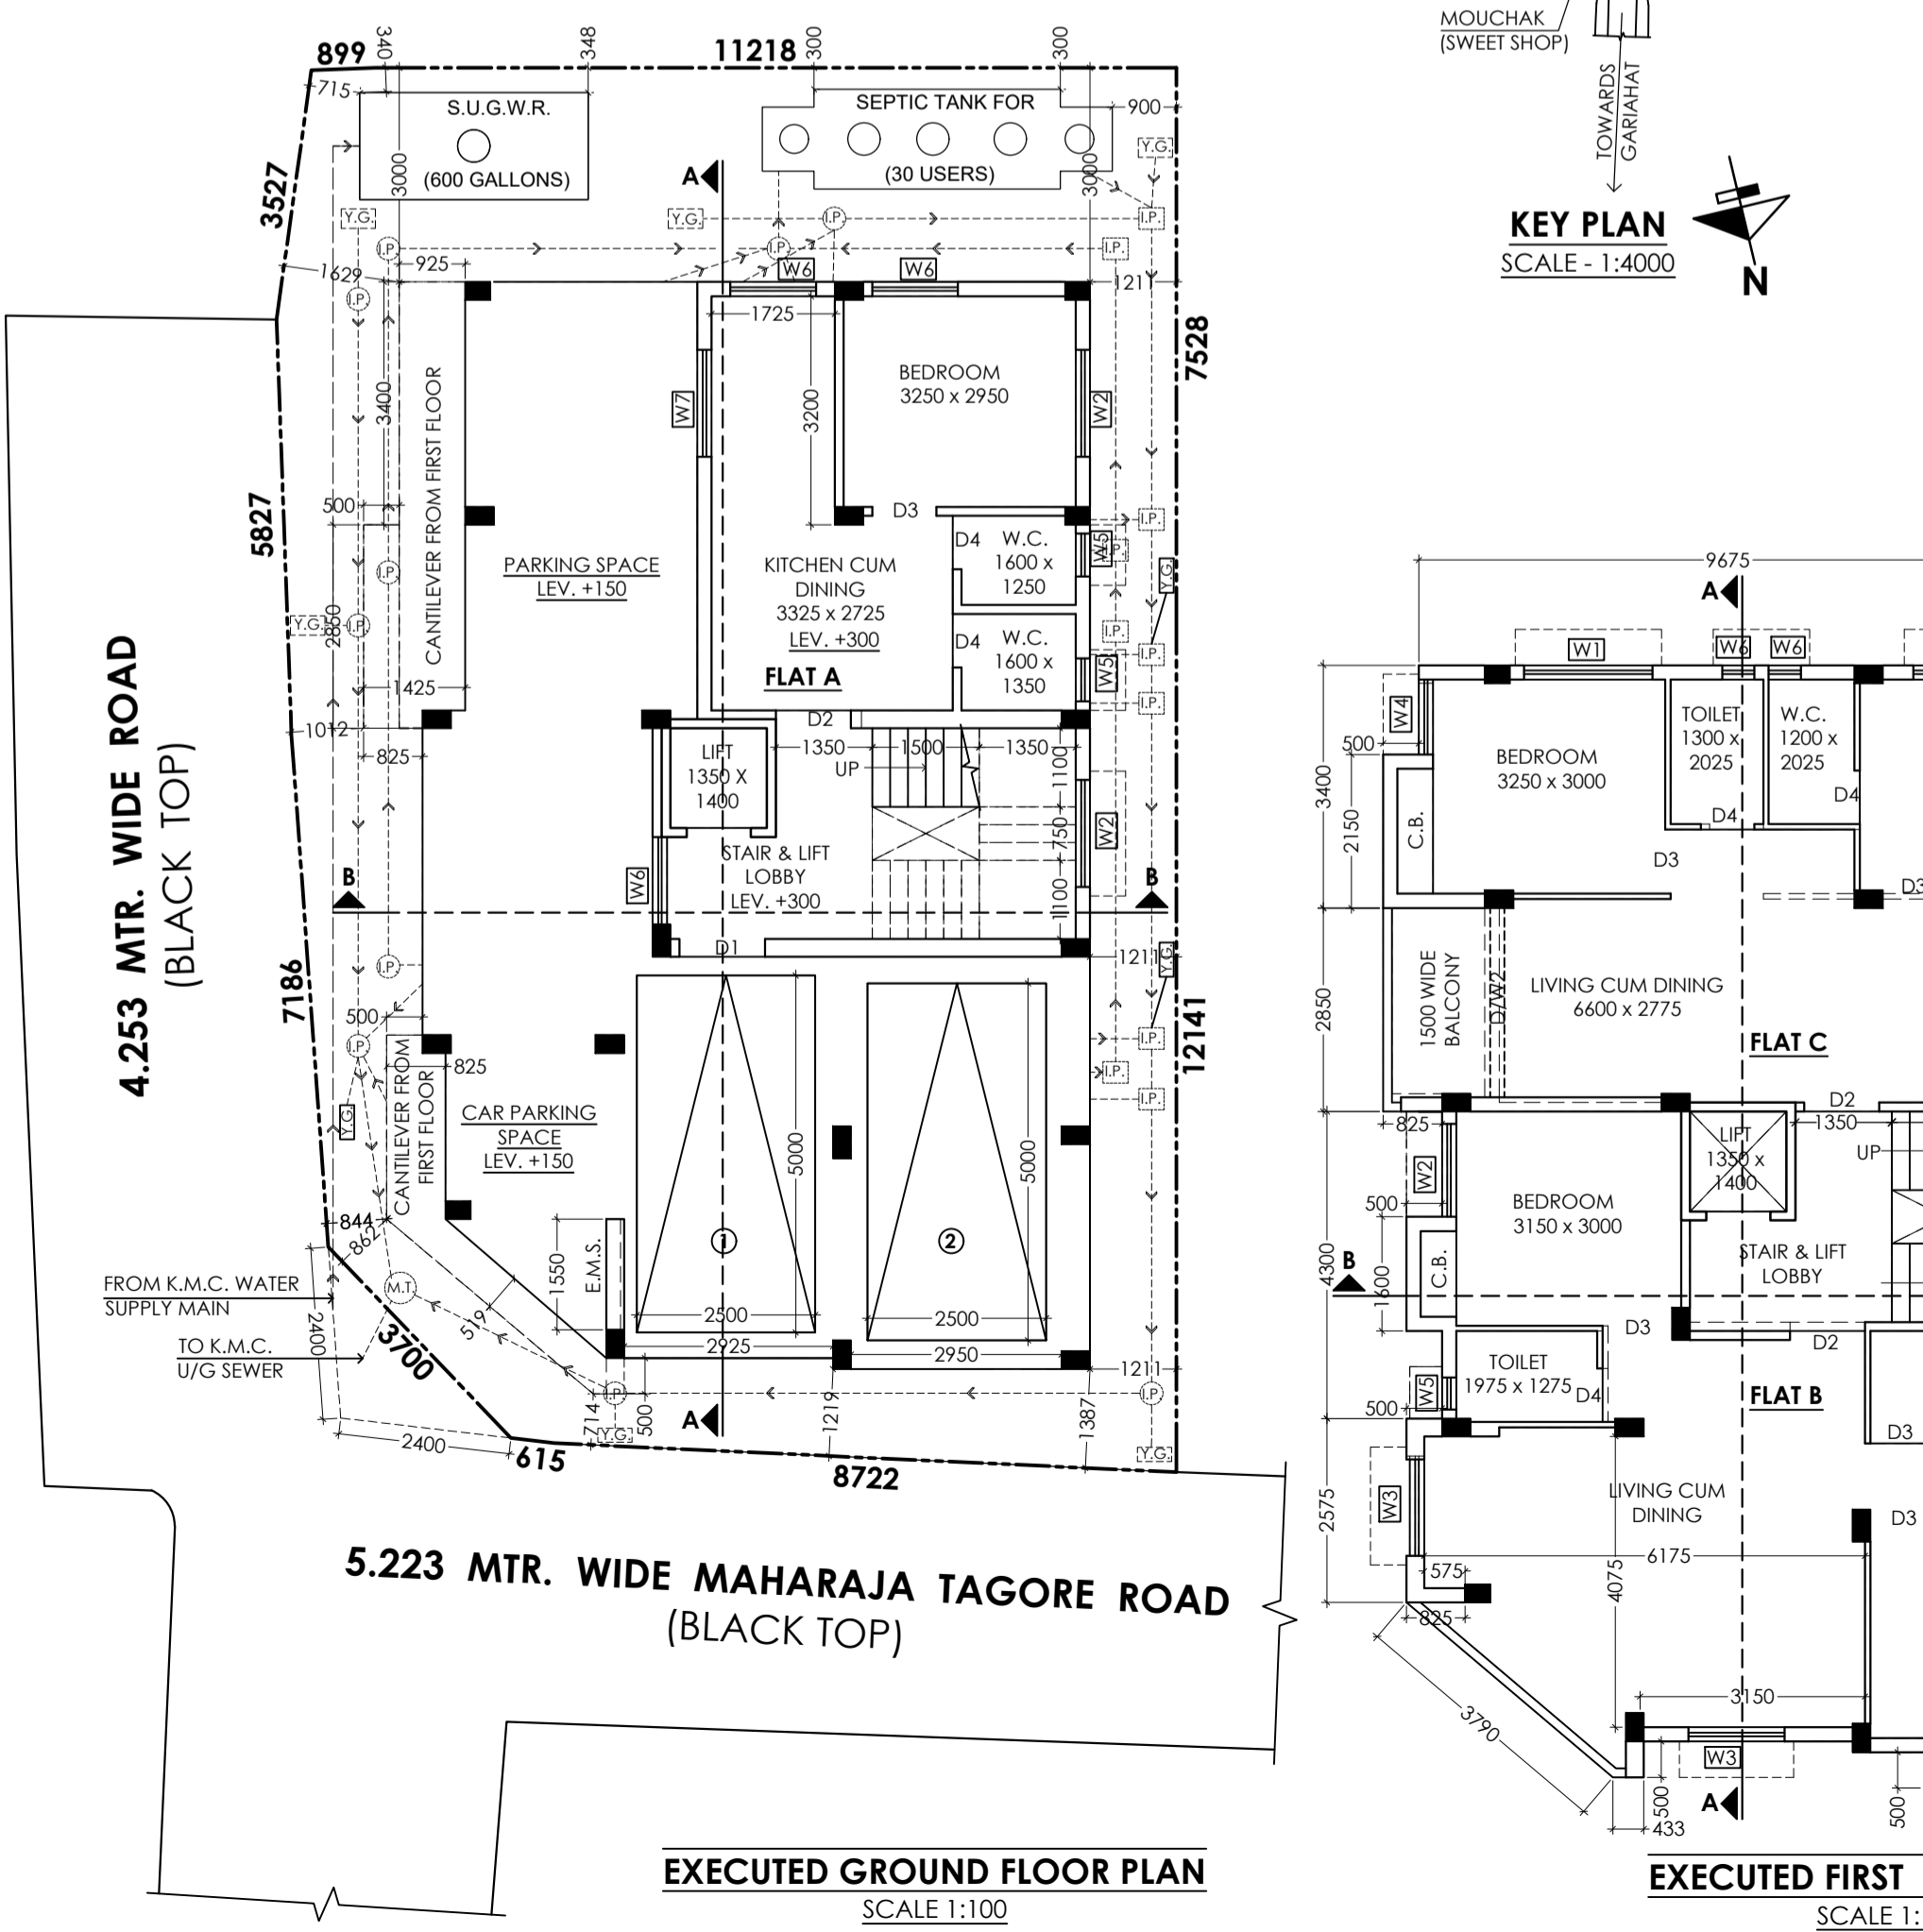 MOUCHAK
(SWEET SHOP)
TOWARDS
GARIAHAT
KEY PLAN
SCALE - 1:4000
N
899
340
348
11218
300
300
715
S.U.G.W.R.
(600 GALLONS)
SEPTIC TANK FOR
(30 USERS)
900
3000
3000
A
Y.G.
3527
Y.G.
Y.G.
I.P.
I.P.
I.P.
I.P.
I.P.
1629
925
W6
W6
1211
I.P.
1725
7528
BEDROOM
3250 x 2950
3400
3200
W7
W2
CANTILEVER FROM FIRST FLOOR
500
D3
I.P.
5827
PARKING SPACE
LEV. +150
KITCHEN CUM
DINING
3325 x 2725
LEV. +300
FLAT A
D4
W.C.
1600 x
1250
W5
I.P.
Y.G.
I.P.
Y.G.
I.P.
2850
I.P.
D4
W.C.
1600 x
1350
W5
I.P.
I.P.
1425
1012
825
D2
LIFT
1350 X
1400
1350
1500
1350
UP
1100
750
1100
W2
STAIR & LIFT
LOBBY
LEV. +300
W6
B
B
D1
4.253 MTR. WIDE ROAD
(BLACK TOP)
7186
I.P.
1211
Y.G.
500
I.P.
825
I.P.
I.P.
I.P.
12141
Y.G.
CANTILEVER FROM
FIRST FLOOR
CAR PARKING
SPACE
LEV. +150
5000
5000
844
862
1
2
1550
E.M.S.
FROM K.M.C. WATER
SUPPLY MAIN
M.T.
519
2500
2500
2400
3700
2925
2950
TO K.M.C.
U/G SEWER
1211
I.P.
I.P.
714
500
1219
1387
Y.G.
A
Y.G.
2400
615
8722
5.223 MTR. WIDE MAHARAJA TAGORE ROAD
(BLACK TOP)
EXECUTED GROUND FLOOR PLAN
SCALE 1:100
9675
A
W1
W6
W6
W4
500
BEDROOM
3250 x 3000
TOILET
1300 x
2025
W.C.
1200 x
2025
3400
2150
C.B.
D4
D4
D3
D3
2850
1500 WIDE
BALCONY
D/W2
LIVING CUM DINING
6600 x 2775
FLAT C
D2
825
1350
LIFT
1350 x
1400
UP
W2
500
BEDROOM
3150 x 3000
STAIR & LIFT
LOBBY
B
4300
1600
C.B.
D3
D2
TOILET
1975 x 1275
D4
W5
500
FLAT B
D3
W3
2575
LIVING CUM
DINING
D3
6175
575
4075
825
3150
3790
W3
500
A
433
500
EXECUTED FIRST
SCALE 1: